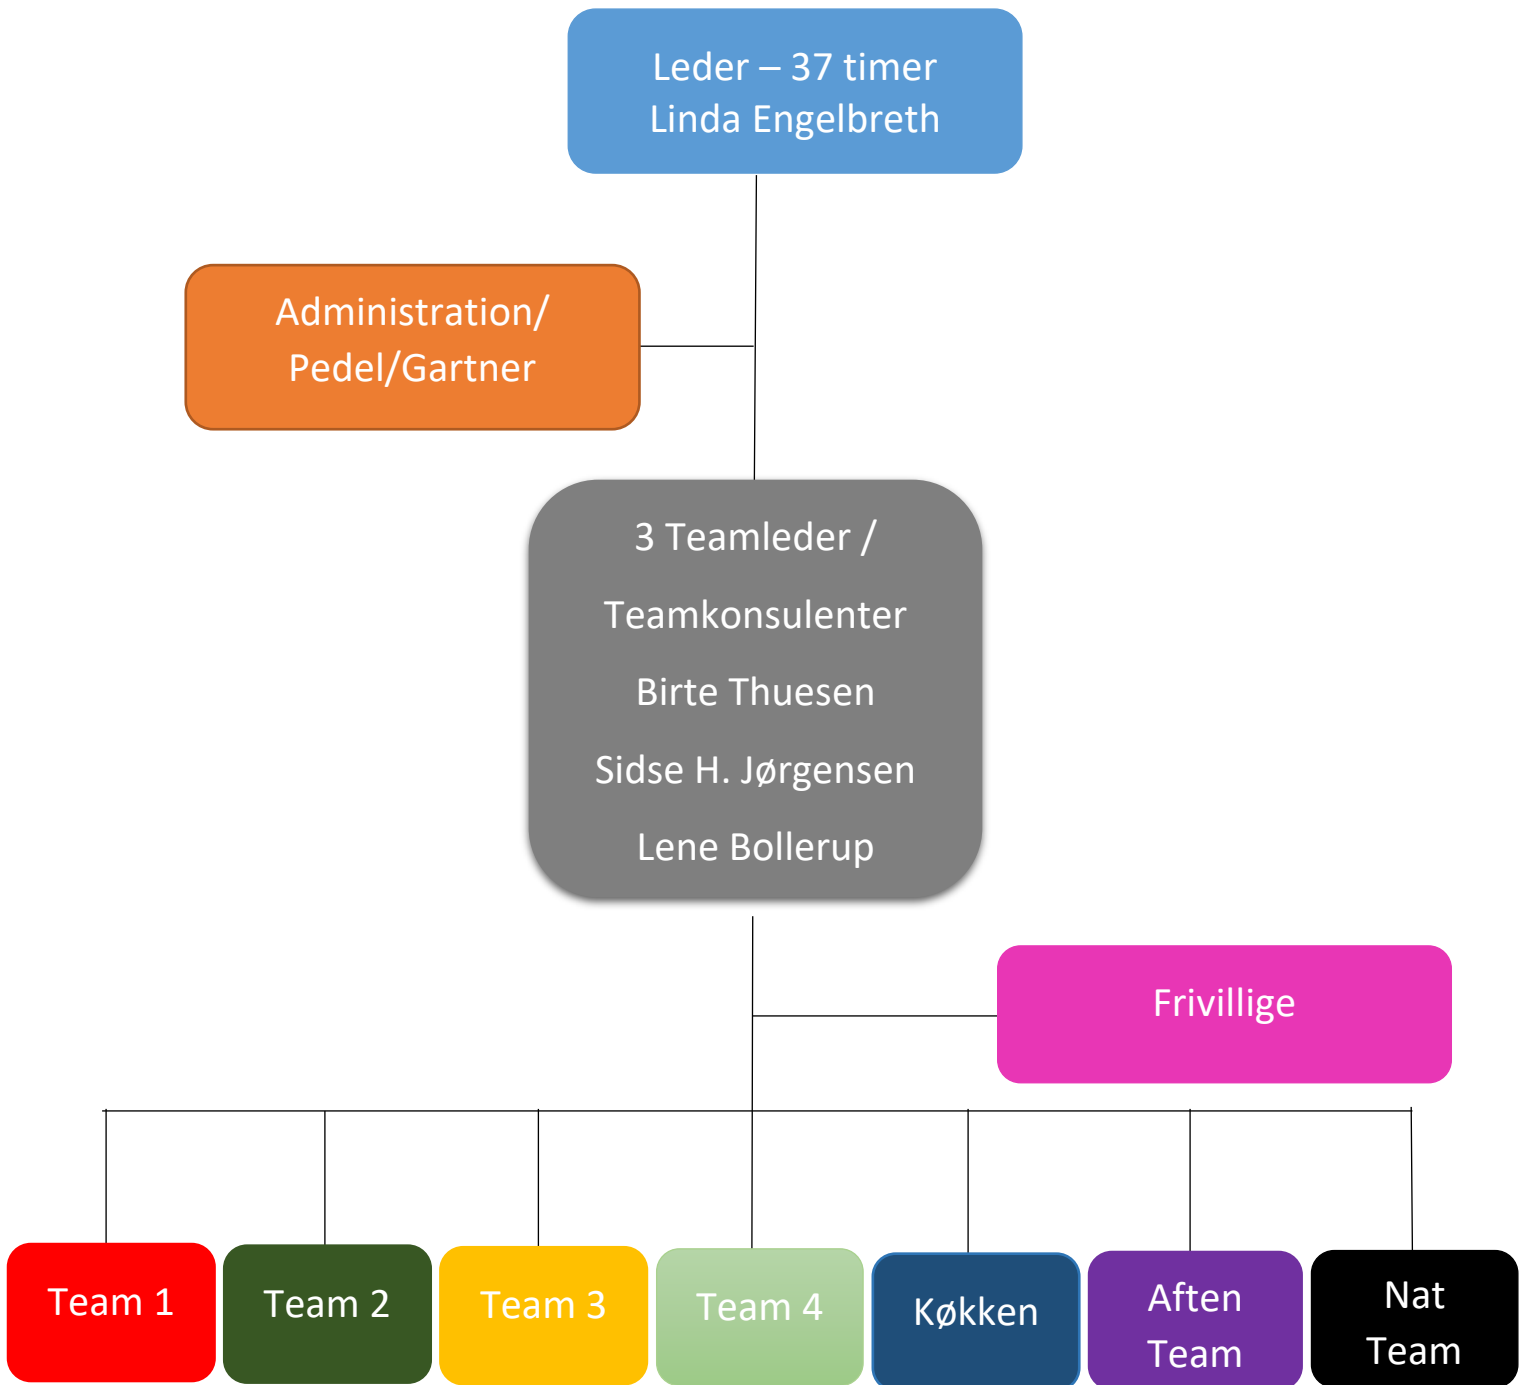 Leder – 37 timer
Linda Engelbreth
Administration/
Pedel/Gartner
3 Teamleder /
Teamkonsulenter
Birte Thuesen
Sidse H. Jørgensen
Lene Bollerup
Frivillige
Team 1
Team 2
Team 3
Team 4
Køkken
Aften
Team
Nat
Team